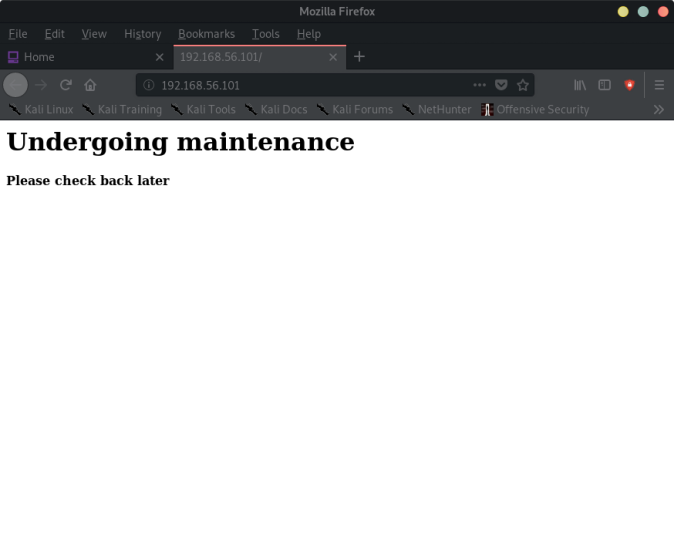 Mozilla Firefox
File Edit View History Bookmarks Tools Help
Home 192.168.56.101/
192.168.56.101
Kali Linux Kali Training Kali Tools Kali Docs Kali Forums NetHunter Offensive Security
Undergoing maintenance
Please check back later